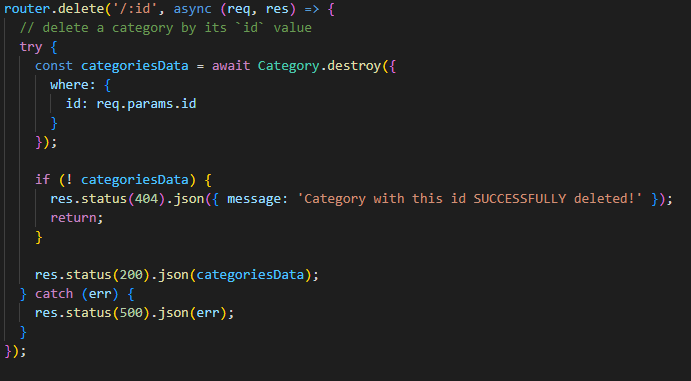 router.delete('/:id', async (req, res) => {
// delete a category by its `id` value
try {
const categoriesData = await Category.destroy({
where: {
id: req.params.id
}
});
if (! categoriesData) {
res.status(404).json({ message: 'Category with this id SUCCESSFULLY deleted!' });
return;
}
res.status(200).json(categoriesData);
} catch (err) {
res.status(500).json(err);
}
});